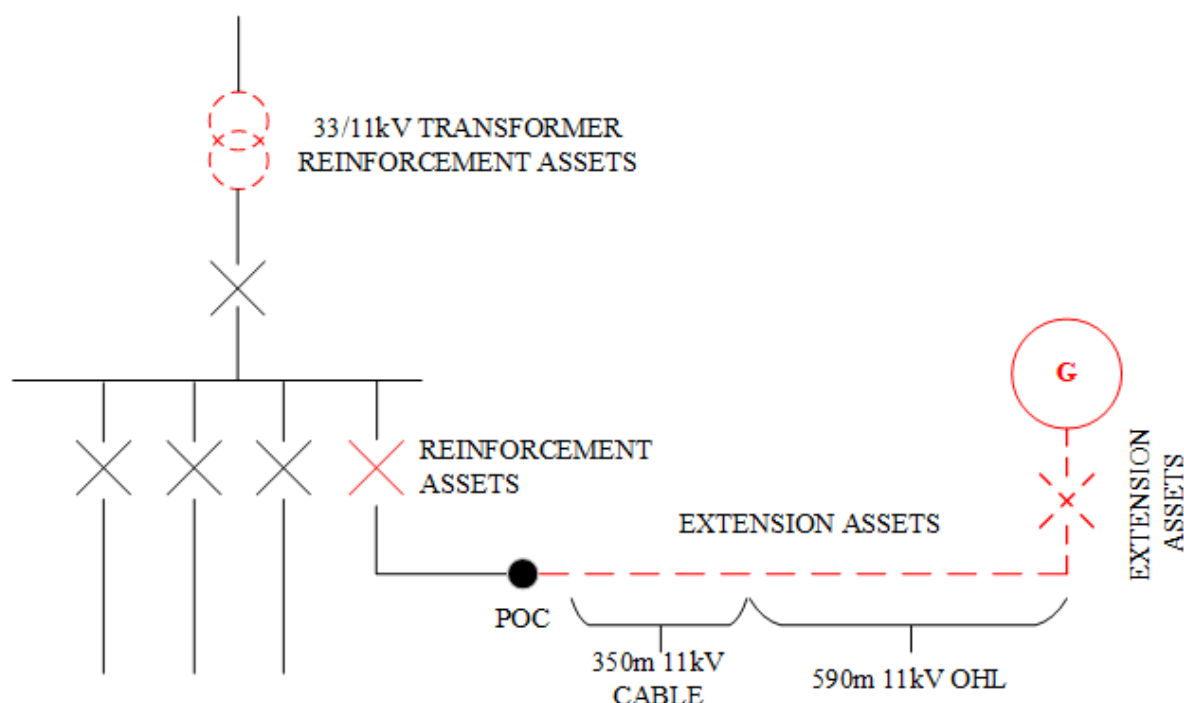 33/11kV TRANSFORMER
REINFORCEMENT ASSETS
G
REINFORCEMENT
ASSETS
EXTENSION ASSETS
EXTENSION
ASSETS
POC
350m 11kV
CABLE
590m 11kV OHL